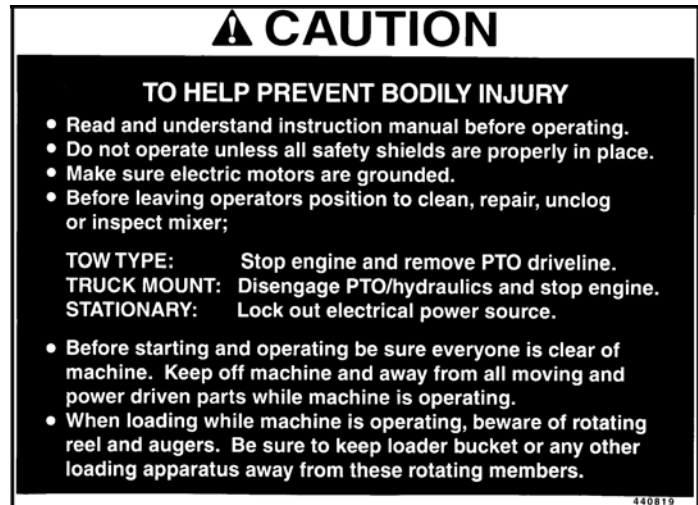 CAUTION
TO HELP PREVENT BODILY INJURY
• Read and understand instruction manual before operating.
• Do not operate unless all safety shields are properly in place.
• Make sure electric motors are grounded.
• Before leaving operators position to clean, repair, unclog
or inspect mixer;
TOW TYPE: Stop engine and remove PTO driveline.
TRUCK MOUNT: Disengage PTO/hydraulics and stop engine.
STATIONARY: Lock out electrical power source.
• Before starting and operating be sure everyone is clear of
machine. Keep off machine and away from all moving and
power driven parts while machine is operating.
• When loading while machine is operating, beware of rotating
reel and augers. Be sure to keep loader bucket or any other
loading apparatus away from these rotating members.
440819